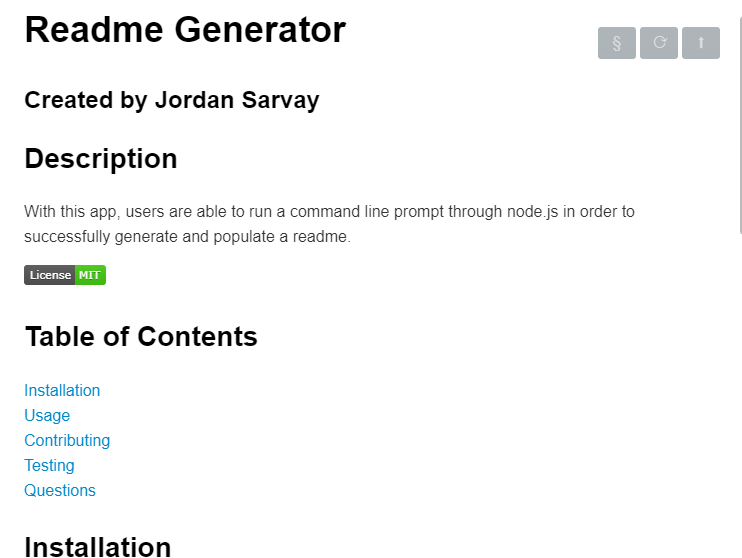 Readme Generator
§
Created by Jordan Sarvay
Description
With this app, users are able to run a command line prompt through node.js in order to
successfully generate and populate a readme.
License MIT
Table of Contents
Installation
Usage
Contributing
Testing
Questions
Installation